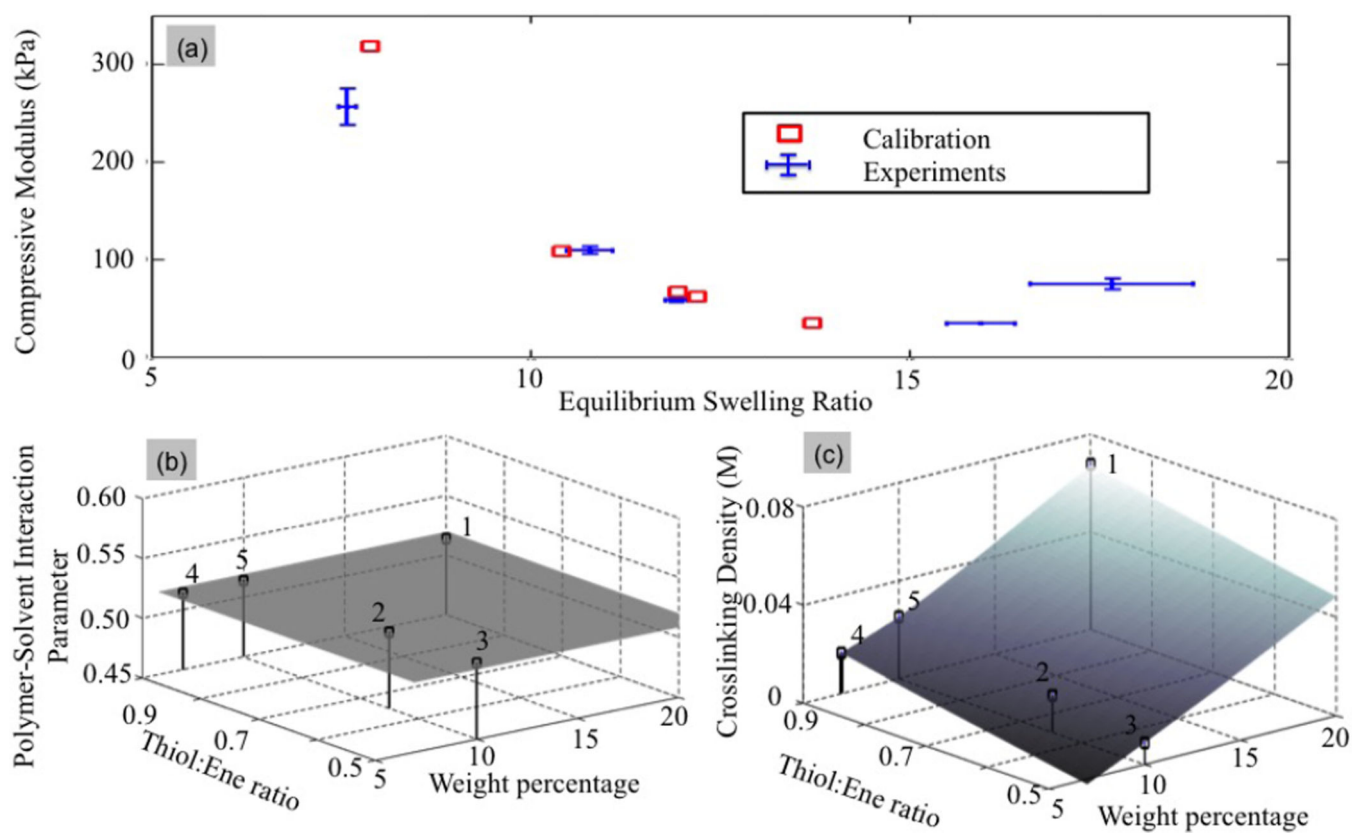 (a)
Compressive Modulus (kPa)
300
200
100
0
Calibration
Experiments
5 10 15 20
Equilibrium Swelling Ratio
(b)
Polymer-Solvent Interaction
Parameter
0.60
0.55
0.50
0.45
1
4 5
2
3
0.9
0.7
0.5
5
10
15
20
Thiol:Ene ratio
Weight percentage
(c)
Crosslinking Density (M)
0.08
0.04
0
1
5
4
2
3
0.9
0.7
0.5
5
10
15
20
Thiol:Ene ratio
Weight percentage